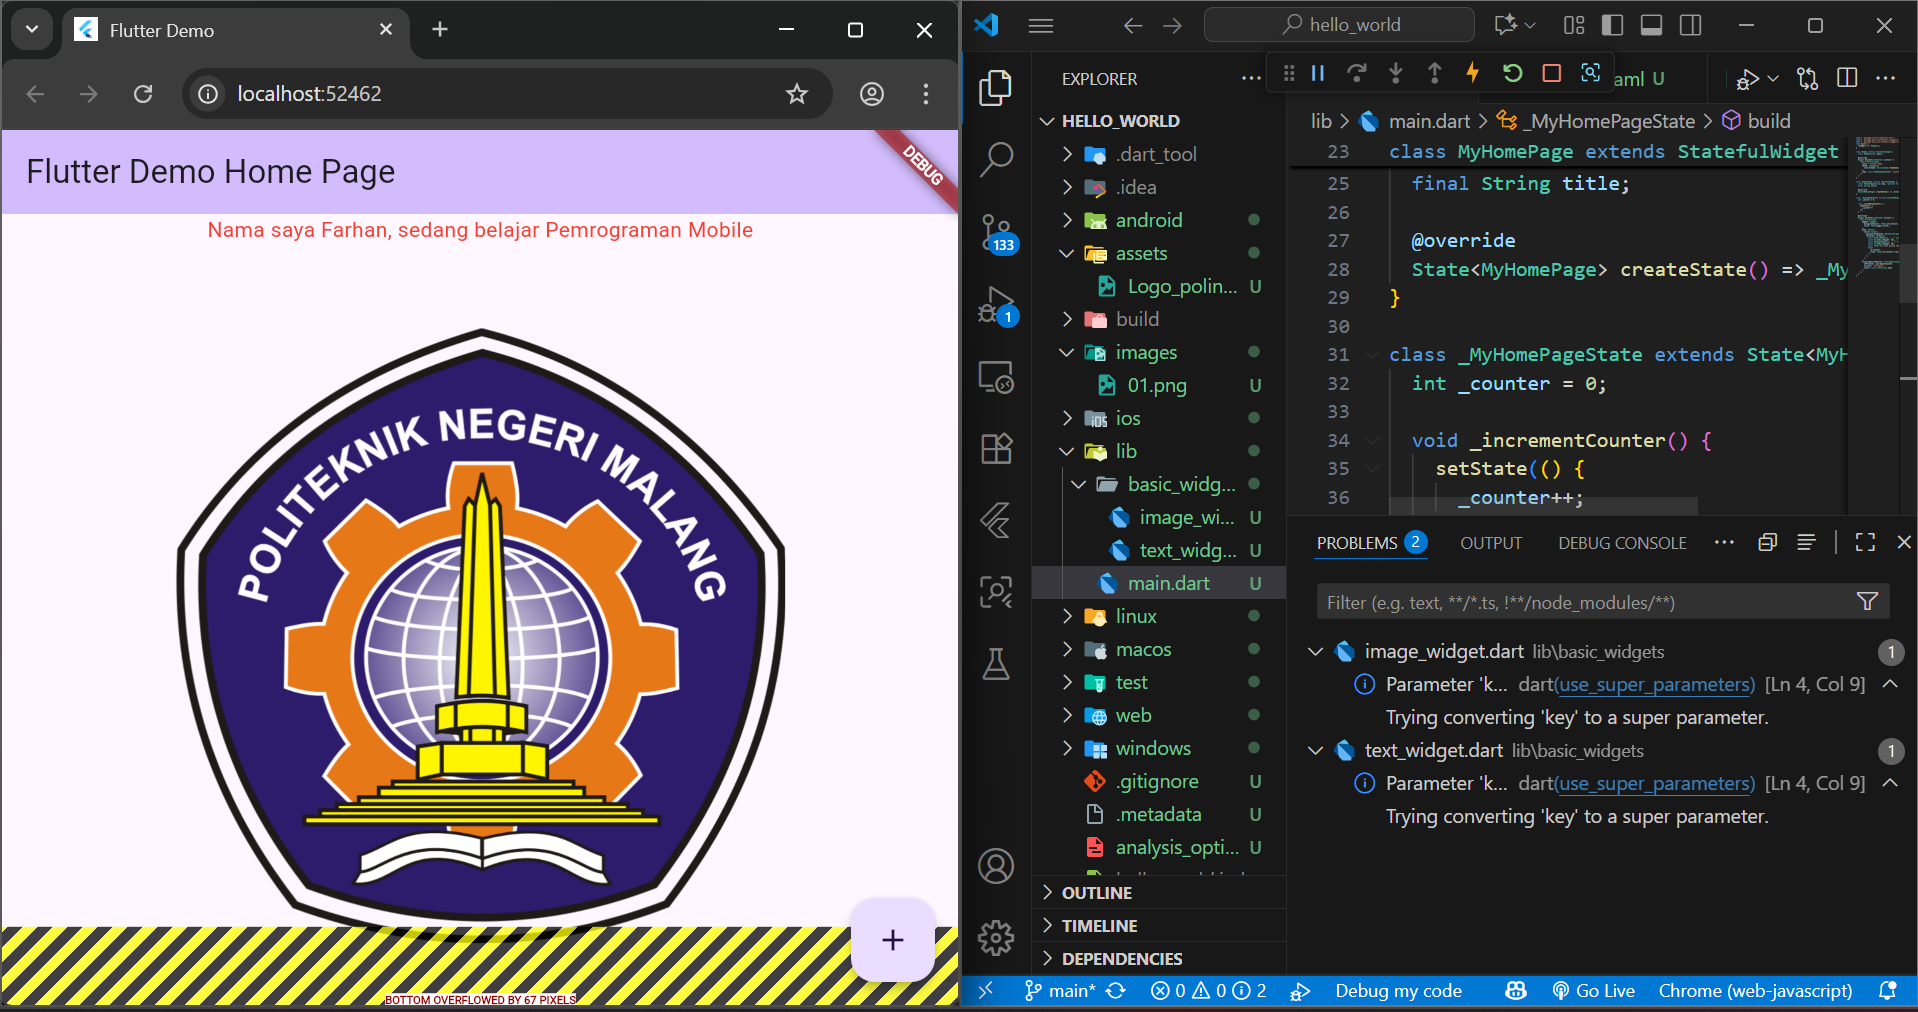 Flutter Demo
localhost:52462
Flutter Demo Home Page
DEBUG
Nama saya Farhan, sedang belajar Pemrograman Mobile
POLITEKNIK NEGERI MALANG
BOTTOM OVERFLOWED BY 67 PIXELS
hello_world
EXPLORER
HELLO_WORLD
.dart_tool
.idea
android
assets
Logo_polin... U
build
images
01.png U
ios
lib
basic_widg...
image_wi... U
text_widg... U
main.dart U
linux
macos
test
web
windows
.gitignore U
.metadata U
analysis_opti... U
OUTLINE
TIMELINE
DEPENDENCIES
133
1
aml U
lib > main.dart > _MyHomePageState > build
23 class MyHomePage extends StatefulWidget
25 final String title;
26
27 @override
28 State<MyHomePage> createState() => _My
29 }
30
31 class _MyHomePageState extends State<MyH
32 int _counter = 0;
33
34 void _incrementCounter() {
35 setState(() {
36 _counter++;
PROBLEMS 2 OUTPUT DEBUG CONSOLE
Filter (e.g. text, **/*.ts, !**/node_modules/**)
image_widget.dart lib\basic_widgets 1
Parameter 'k... dart(use_super_parameters) [Ln 4, Col 9]
Trying converting 'key' to a super parameter.
text_widget.dart lib\basic_widgets 1
Parameter 'k... dart(use_super_parameters) [Ln 4, Col 9]
Trying converting 'key' to a super parameter.
main* 0 0 2 Debug my code Go Live Chrome (web-javascript)